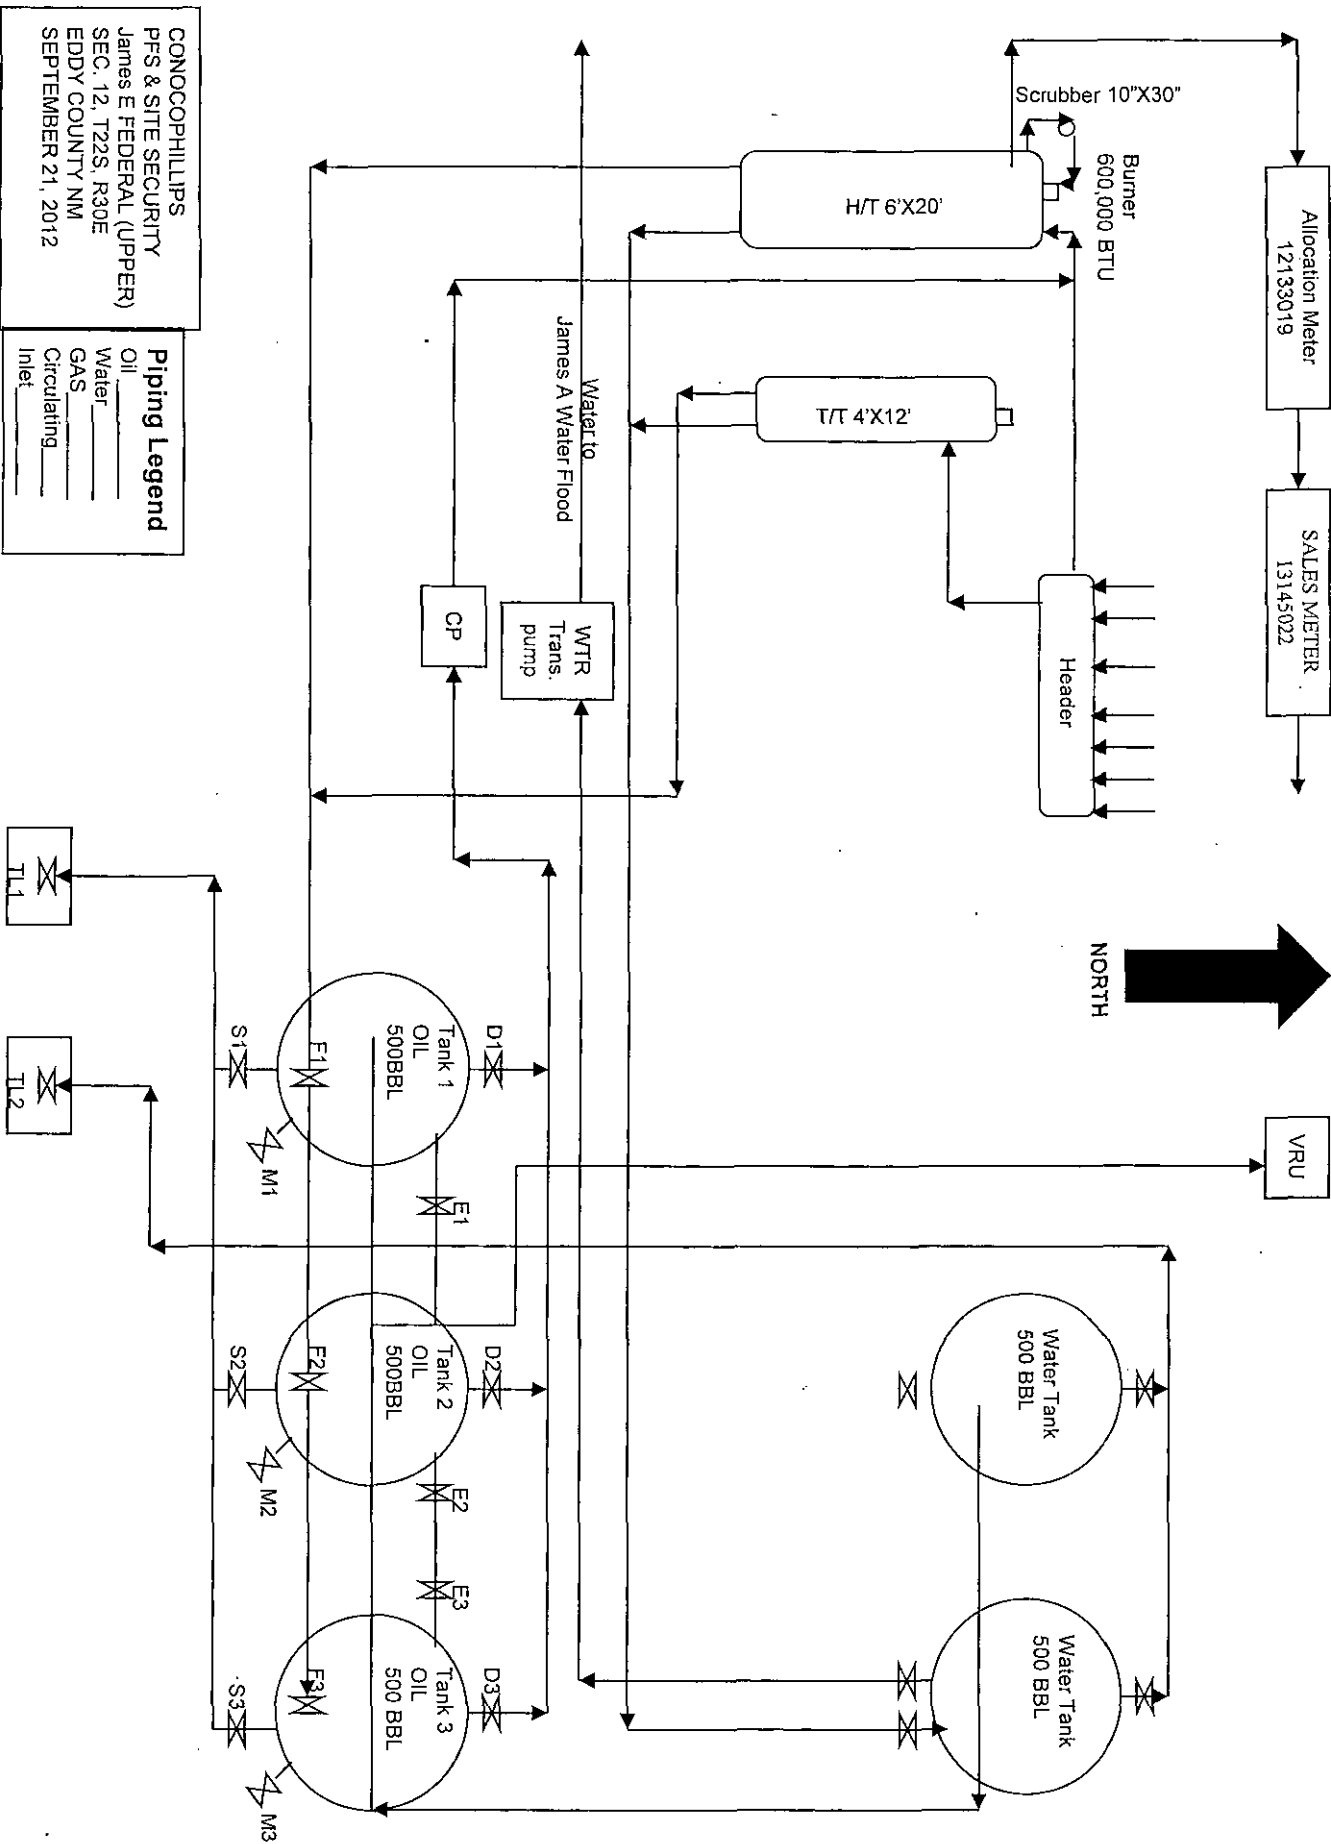 Allocation Meter
12133019
SALES METER
13145022
VRU
NORTH
Scrubber 10"X30"
Burner
600,000 BTU
H/T 6'X20'
T/T 4'X12'
Header
Water Tank
500 BBL
Water Tank
500 BBL
Water to
James A Water Flood
WTR
Trans.
pump
CP
D1
Tank 1
OIL
500BBL
F1
S1
M1
E1
D2
Tank 2
OIL
500BBL
F2
S2
M2
E2
E3
D3
Tank 3
OIL
500 BBL
F3
S3
M3
TL1
TL2
CONOCOPHILLIPS
PFS & SITE SECURITY
James E FEDERAL (UPPER)
SEC. 12, T22S, R30E
EDDY COUNTY NM
SEPTEMBER 21, 2012
Piping Legend
Oil
Water
GAS
Circulating
Inlet